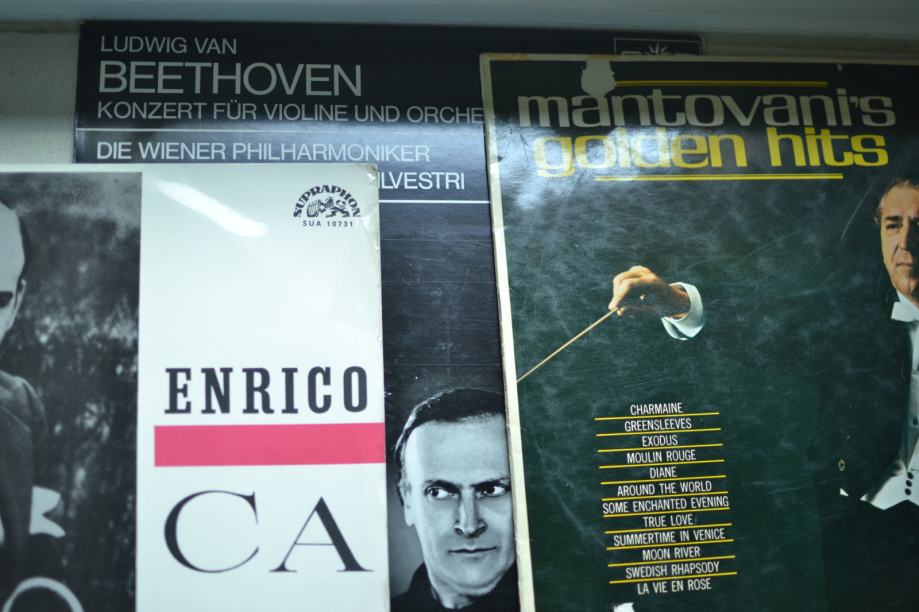 LUDWIG VAN
BEETHOVEN
KONZERT FÜR VIOLINE UND ORCHE
DIE WIENER PHILHARMONIKER
ILVESTRI
mantovani's
golden hits
CHARMAINE
GREENSLEEVES
EXODUS
MOULIN ROUGE
DIANE
AROUND THE WORLD
SOME ENCHANTED EVENING
TRUE LOVE
SUMMERTIME IN VENICE
MOON RIVER
SWEDISH RHAPSODY
LA VIE EN ROSE
SUPRAPHON
SUA 10731
ENRICO
CA